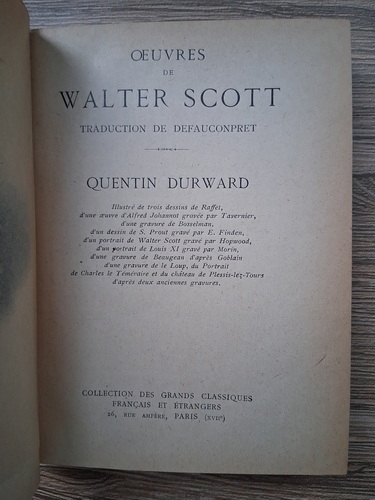 ŒUVRES
DE
WALTER SCOTT
TRADUCTION DE DEFAUCONPRET
QUENTIN DURWARD
Illustré de trois dessins de Raffet,
d'une œuvre d'Alfred Johannot gravée par Tavernier,
d'une gravure de Bosselman,
d'un dessin de S. Prout gravé par E. Finden,
d'un portrait de Walter Scott gravé par Hopwood,
d'un portrait de Louis XI gravé par Morin,
d'une gravure de Beaugean d'après Goblain
d'une gravure de le Loup, du Portrait
de Charles le Téméraire et du château de Plessis-lez-Tours
d'après deux anciennes gravures.
COLLECTION DES GRANDS CLASSIQUES
FRANÇAIS ET ÉTRANGERS
26, RUE AMPÈRE, PARIS (XVIIe)